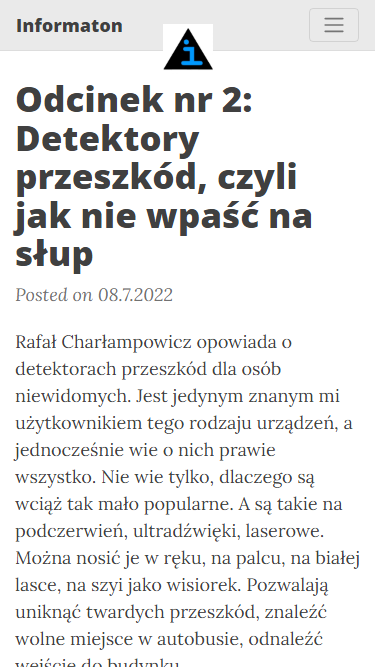 Informaton
i
Odcinek nr 2:
Detektory
przeszkód, czyli
jak nie wpaść na
słup
Posted on 08.7.2022
Rafał Charłampowicz opowiada o
detektorach przeszkód dla osób
niewidomych. Jest jedynym znanym mi
użytkownikiem tego rodzaju urządzeń, a
jednocześnie wie o nich prawie
wszystko. Nie wie tylko, dlaczego są
wciąż tak mało popularne. A są takie na
podczerwień, ultradźwięki, laserowe.
Można nosić je w ręku, na palcu, na białej
lasce, na szyi jako wisiorek. Pozwalają
uniknąć twardych przeszkód, znaleźć
wolne miejsce w autobusie, odnaleźć
wejście do budynku